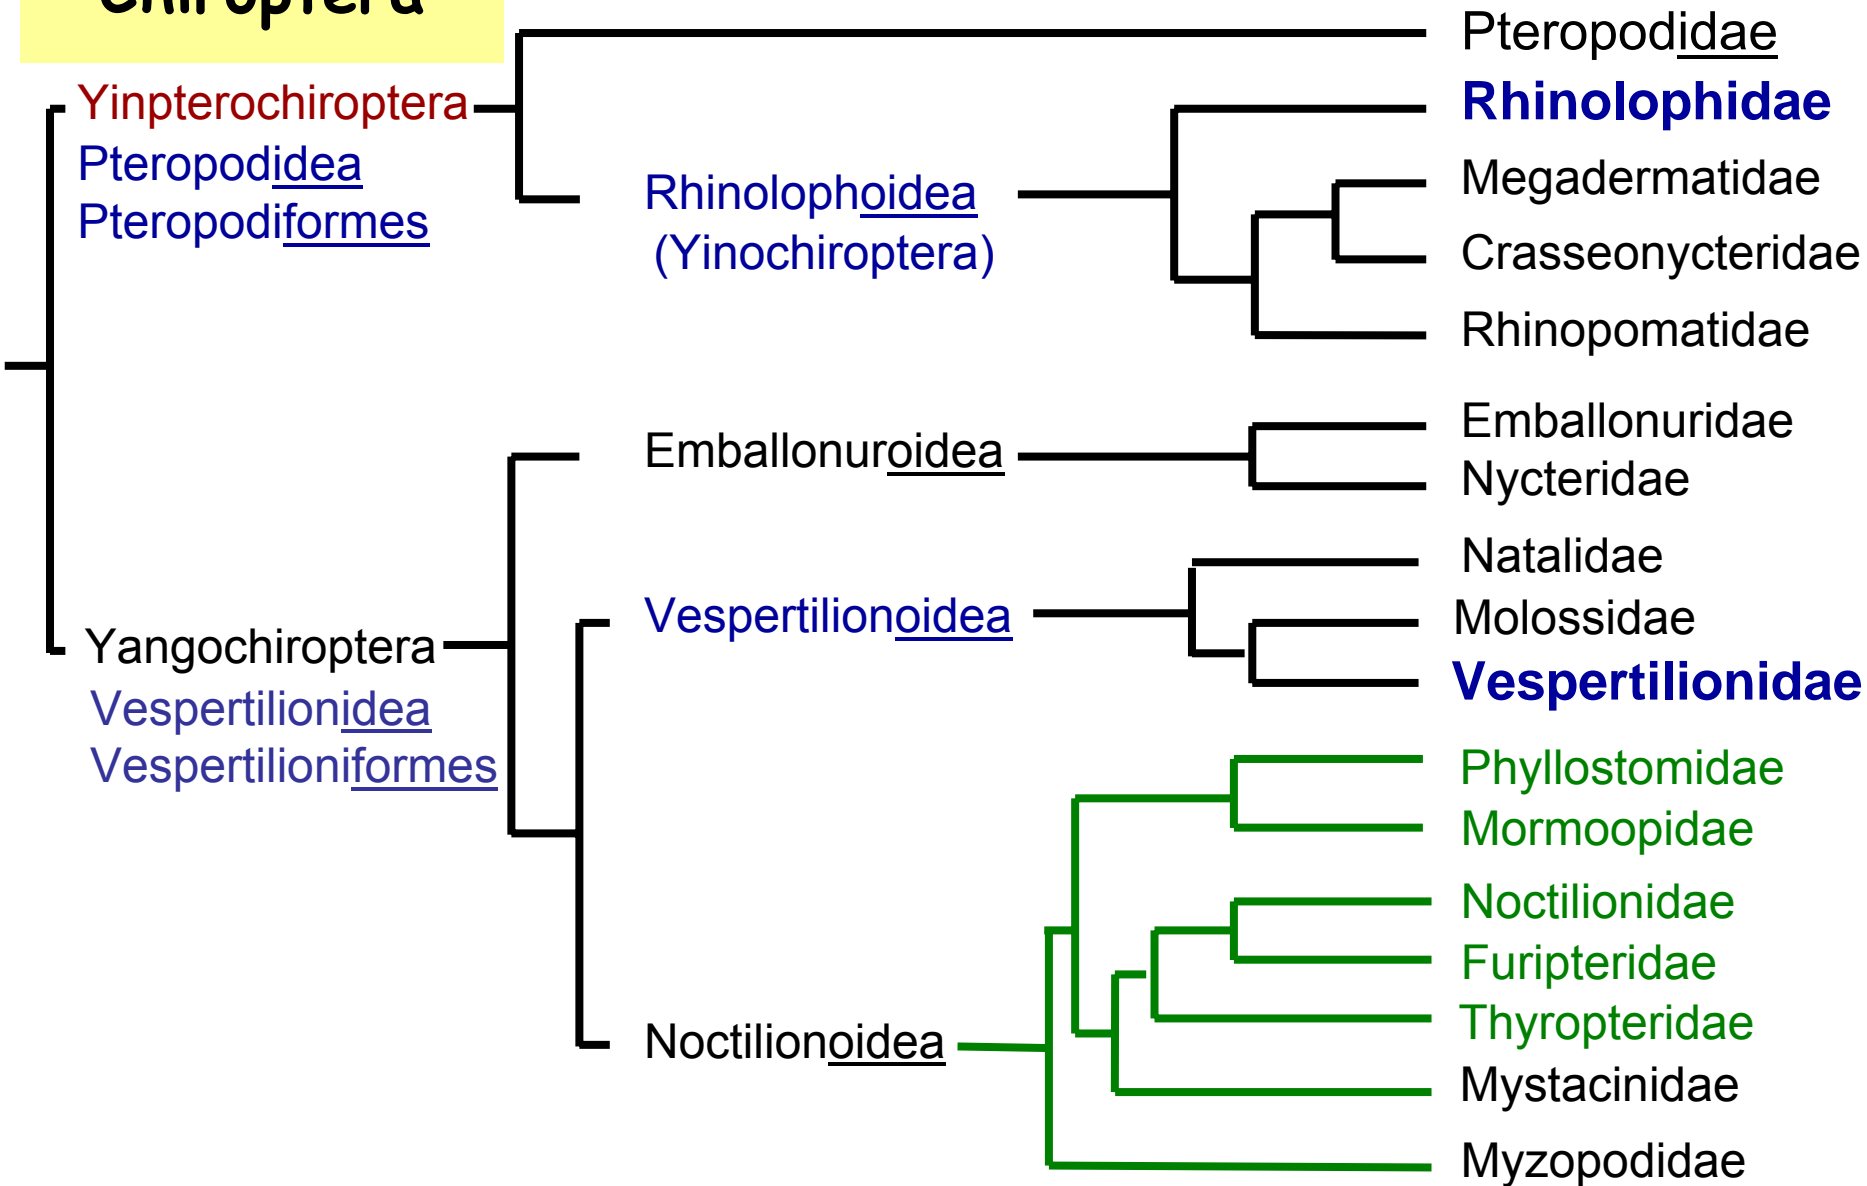 Chiroptera
Yinpterochiroptera
Pteropodidea
Pteropodiformes
Rhinolophoidea
(Yinochiroptera)
Pteropodidae
Rhinolophidae
Megadermatidae
Crasseonycteridae
Rhinopomatidae
Yangochiroptera
Vespertilionidea
Vespertilioniformes
Emballonuroidea
Emballonuridae
Nycteridae
Vespertilionoidea
Natalidae
Molossidae
Vespertilionidae
Noctilionoidea
Phyllostomidae
Mormoopidae
Noctilionidae
Furipteridae
Thyropteridae
Mystacinidae
Myzopodidae